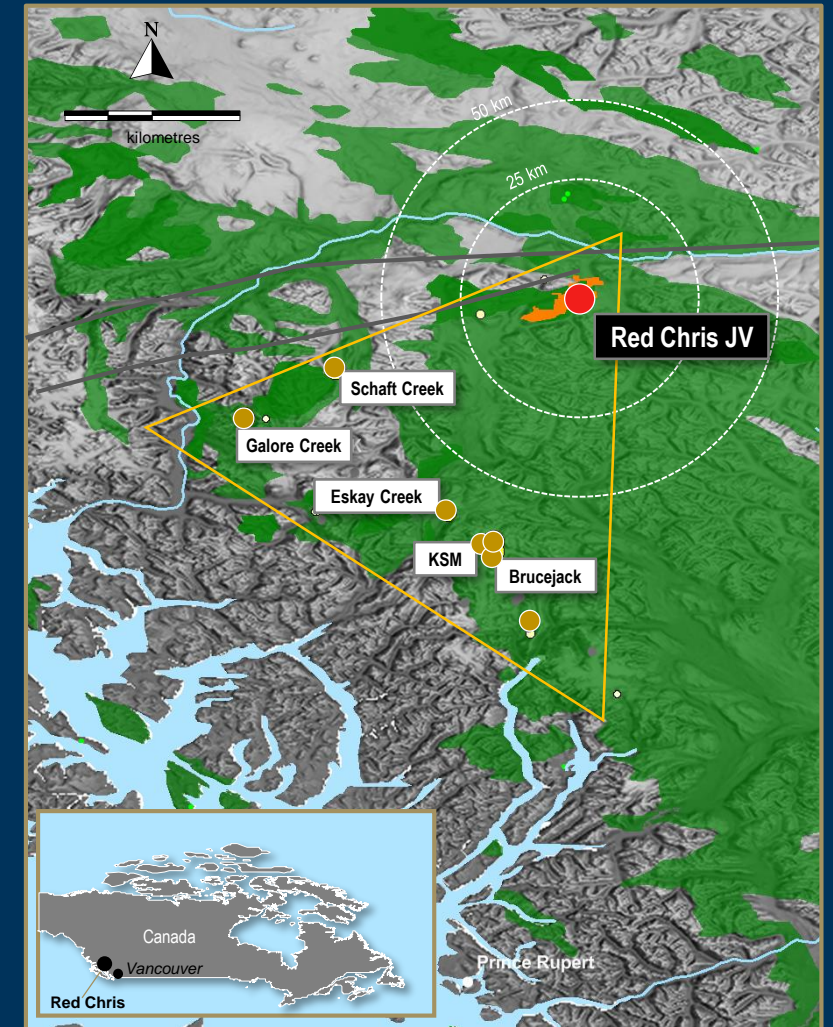 N
kilometres
50 km
25 km
Red Chris JV
Schaft Creek
Galore Creek
Eskay Creek
KSM
Brucejack
Canada
Vancouver
Red Chris
Prince Rupert